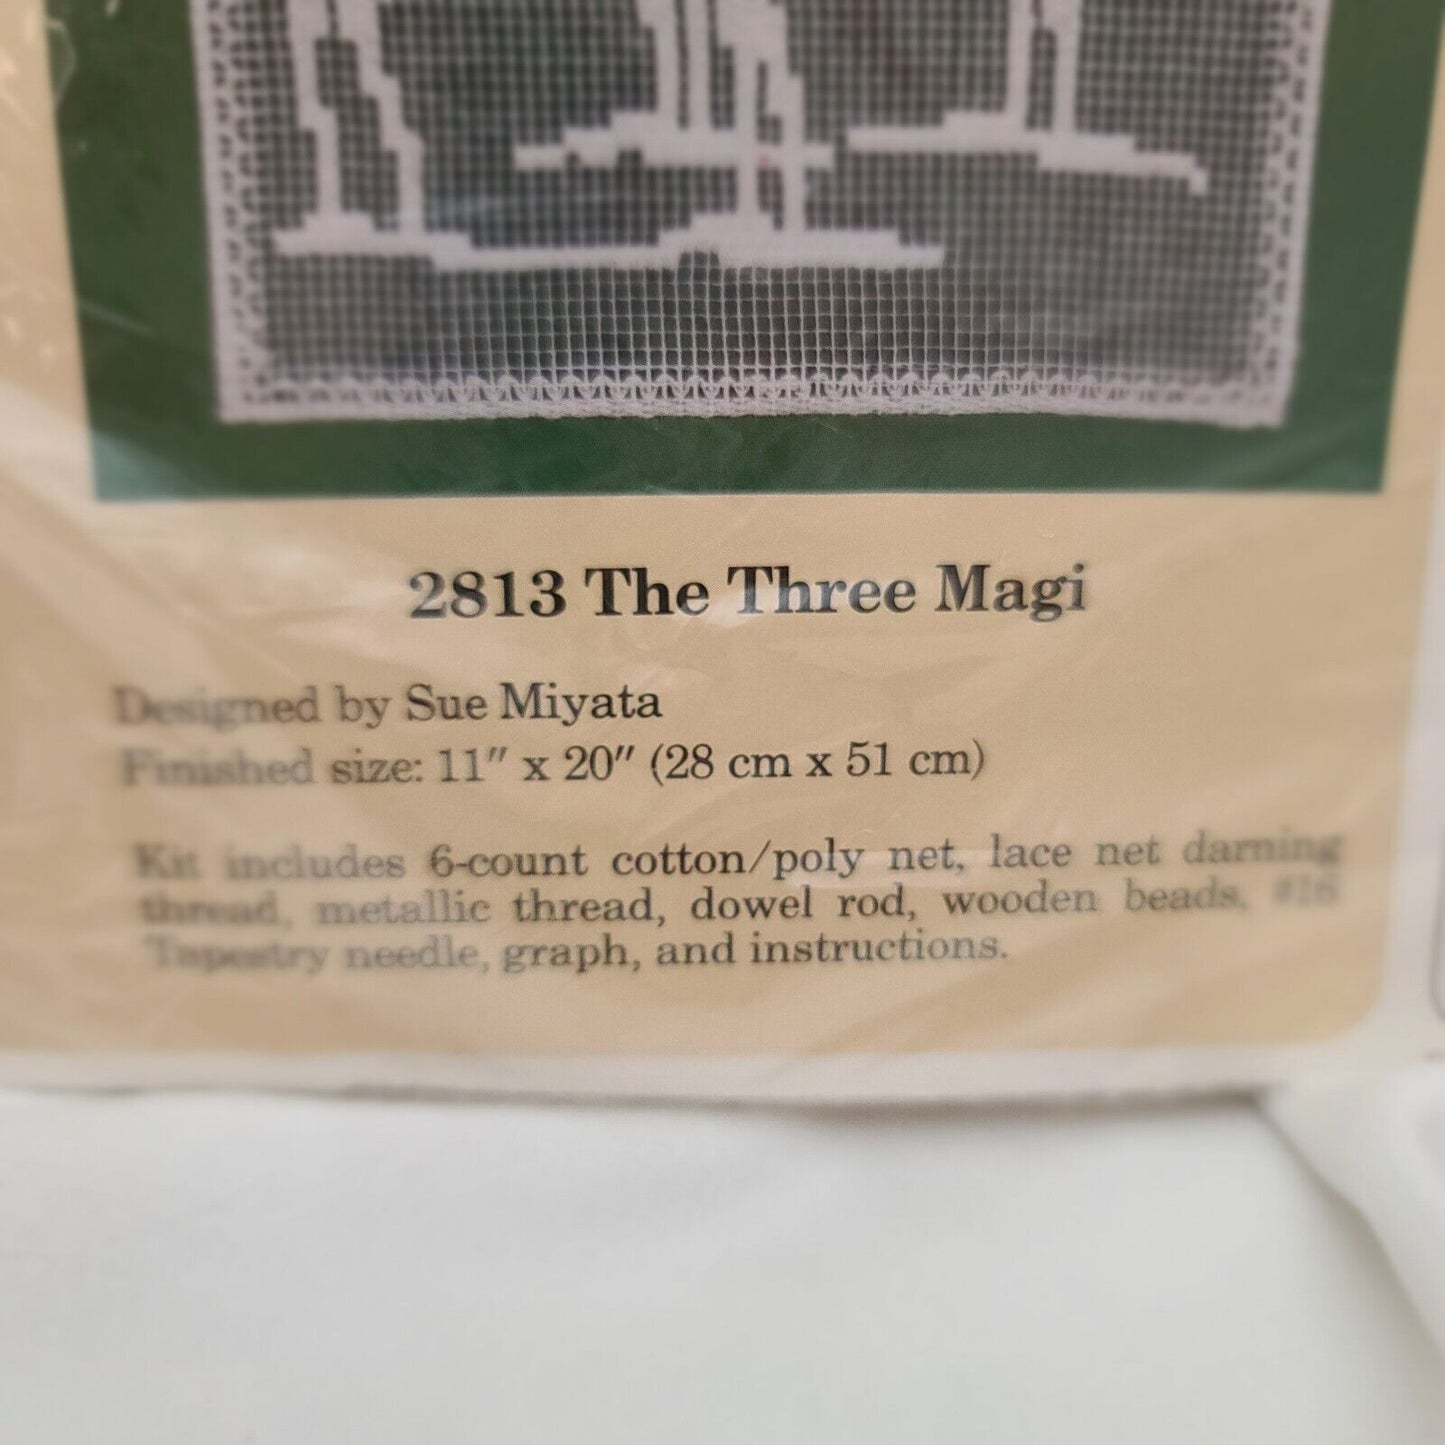 2813 The Three Magi
Designed by Sue Miyata
Finished size: 11" x 20" (28 cm x 51 cm)
Kit includes 6-count cotton/poly net, lace net darning
thread, metallic thread, dowel rod, wooden beads, #16
Tapestry needle, graph, and instructions.